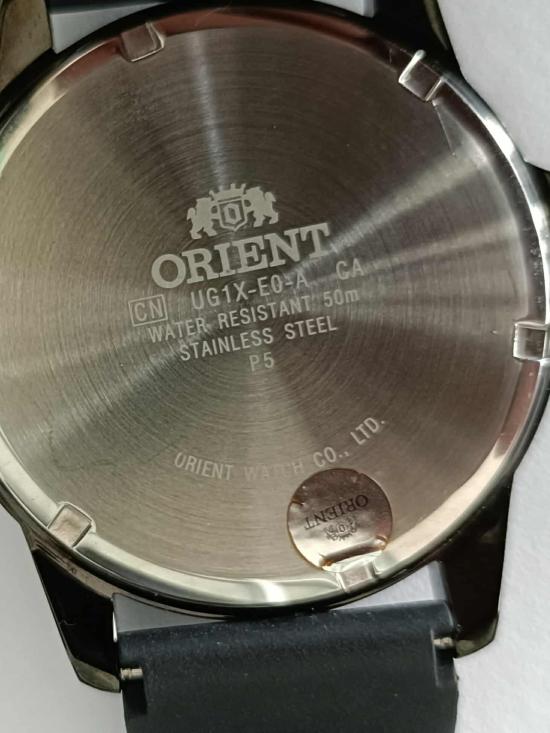 ORIENT
CN UG1X-E0-A CA
WATER RESISTANT 50m
STAINLESS STEEL
P5
ORIENT WATCH CO., LTD.
ORIENT